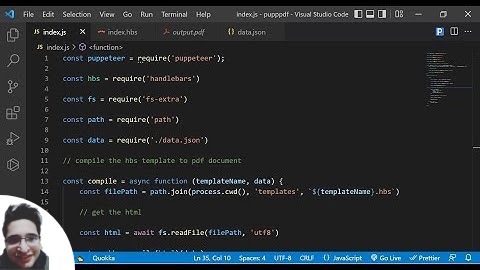 Edit Selection View Go Run Terminal Help index.js - pupppdf - Visual Studio Code
index.js index.hbs output.pdf data.json
JS index.js > <function>
1 const puppeteer = require('puppeteer');
2
3 const hbs = require('handlebars')
4
5 const fs = require('fs-extra')
6
7 const path = require('path')
8
9 const data = require('./data.json')
10
11 // compile the hbs template to pdf document
12
13 const compile = async function (templateName, data) {
14 const filePath = path.join(process.cwd(), 'templates', `${templateName}.hbs`)
15
16 // get the html
17
18 const html = await fs.readFile(filePath, 'utf8')
Quokka Ln 35, Col 10 Spaces: 4 UTF-8 CRLF {} JavaScript Go Live Prettier